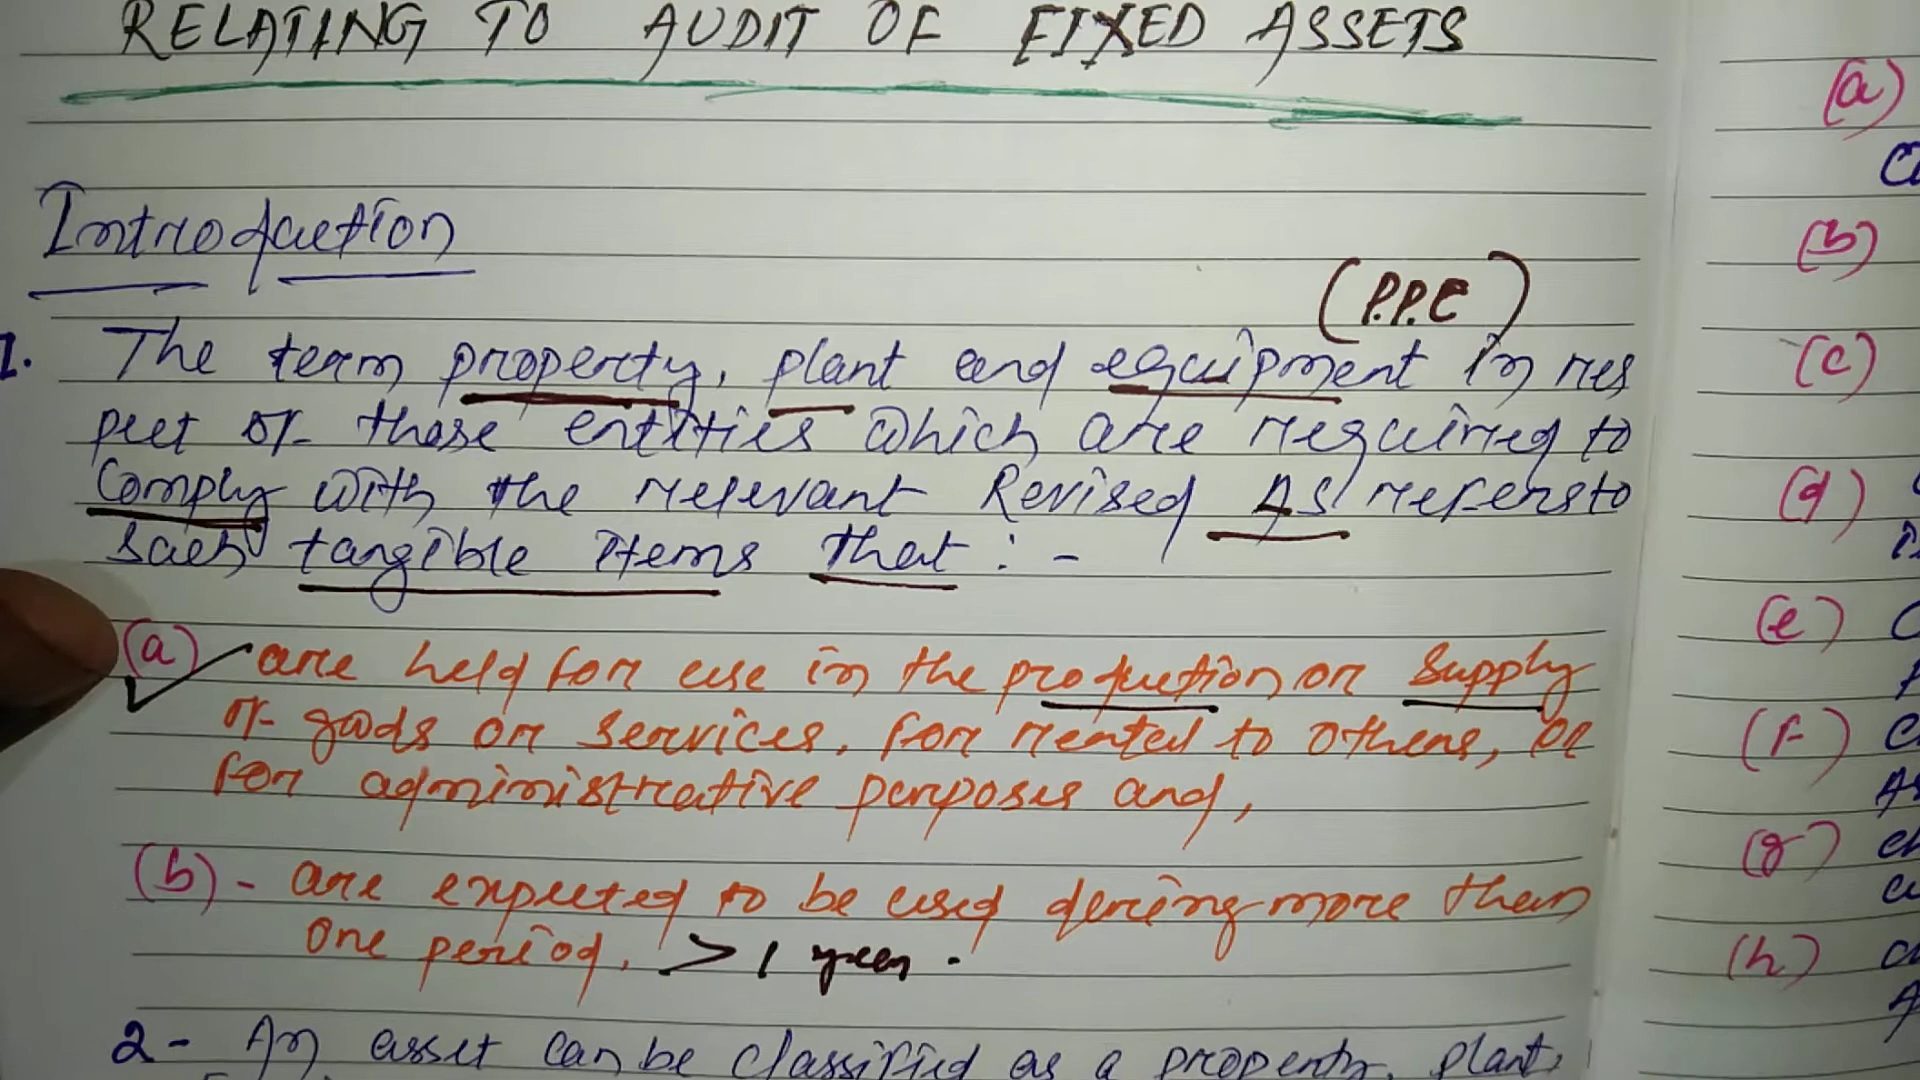 RELATING TO AUDIT OF FIXED ASSETS
Introduction
(P.P.E)
1. The term property, plant and equipment in res
pect of those entities which are required to
Comply with the relevant Revised AS refers to
such tangible items that : -
(a) are held for use in the production or supply
of goods or services, for rental to others, or
for administrative purposes and,
(b) - are expected to be used during more than
one period. > 1 year.
2 - An asset can be classified as a property, plant,
(a)
(b)
(c)
(d)
(e)
(f)
(g)
(h)